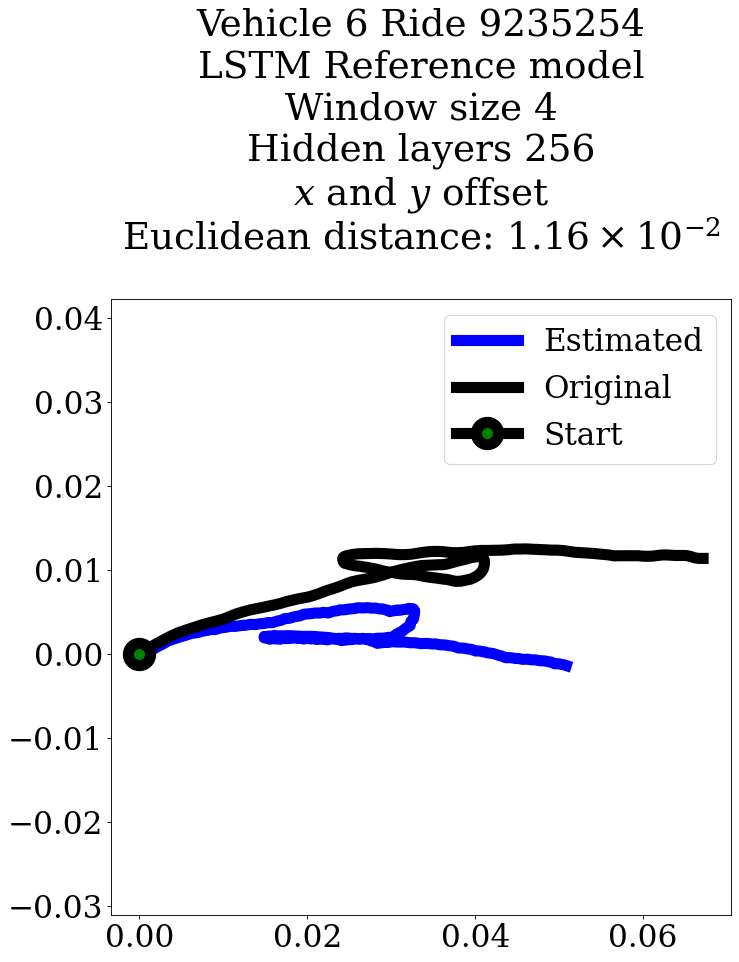 Vehicle 6 Ride 9235254
LSTM Reference model
Window size 4
Hidden layers 256
x and y offset
Euclidean distance: 1.16 × 10⁻²
Estimated
Original
Start
0.04
0.03
0.02
0.01
0.00
−0.01
−0.02
−0.03
0.00 0.02 0.04 0.06